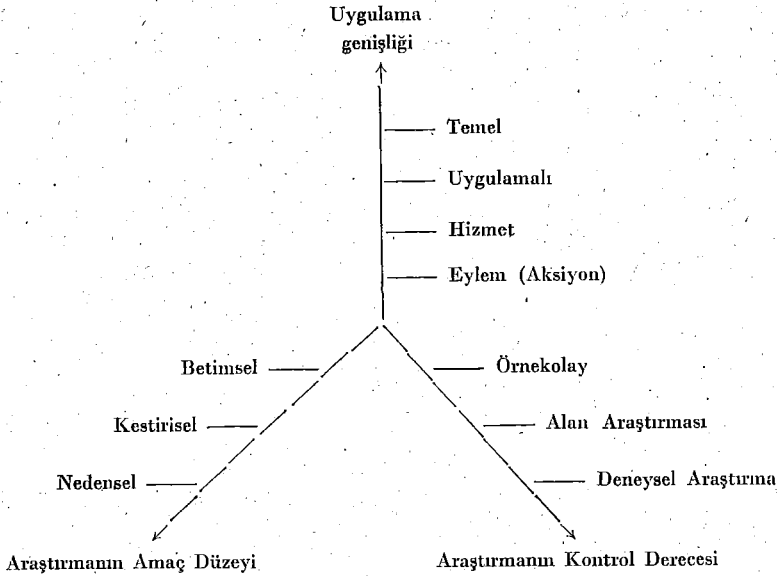 Uygulama
genişliği
Temel
Uygulamalı
Hizmet
Eylem (Aksiyon)
Betimsel
Örnekolay
Kestirisel
Alan Araştırması
Nedensel
Deneysel Araştırma
Araştırmanın Amaç Düzeyi
Araştırmanın Kontrol Derecesi